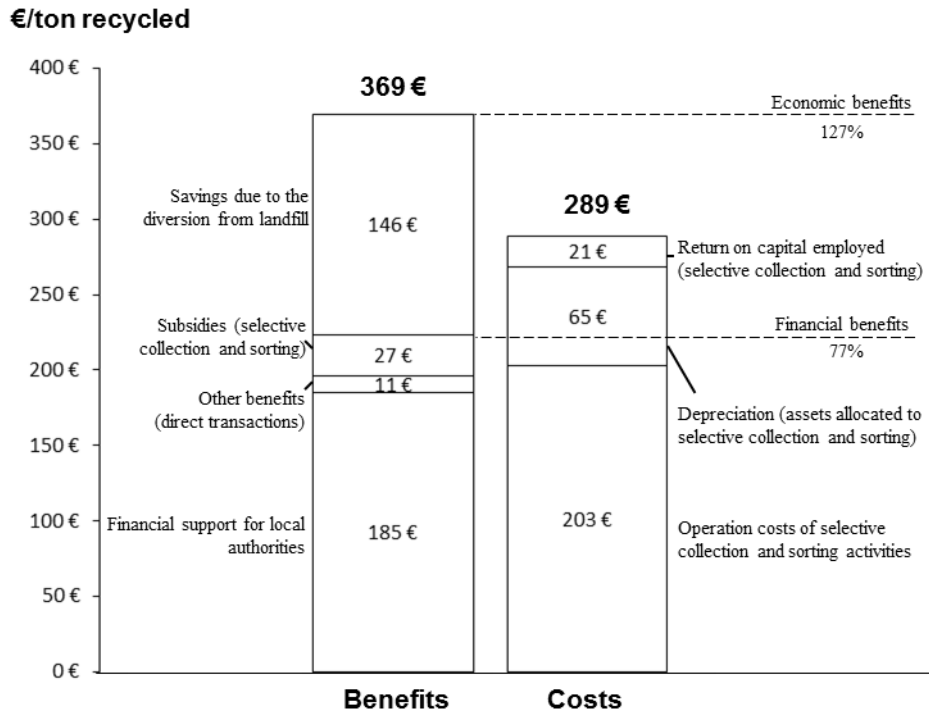 €/ton recycled
400 €
350 €
300 €
250 €
200 €
150 €
100 €
50 €
0 €
369 €
289 €
Economic benefits
127%
Savings due to the
diversion from landfill
146 €
21 €
Return on capital employed
(selective collection and sorting)
65 €
Subsidies (selective
collection and sorting)
27 €
Financial benefits
77%
Other benefits
(direct transactions)
11 €
Depreciation (assets allocated to
selective collection and sorting)
Financial support for local
authorities
185 €
203 €
Operation costs of selective
collection and sorting activities
Benefits
Costs